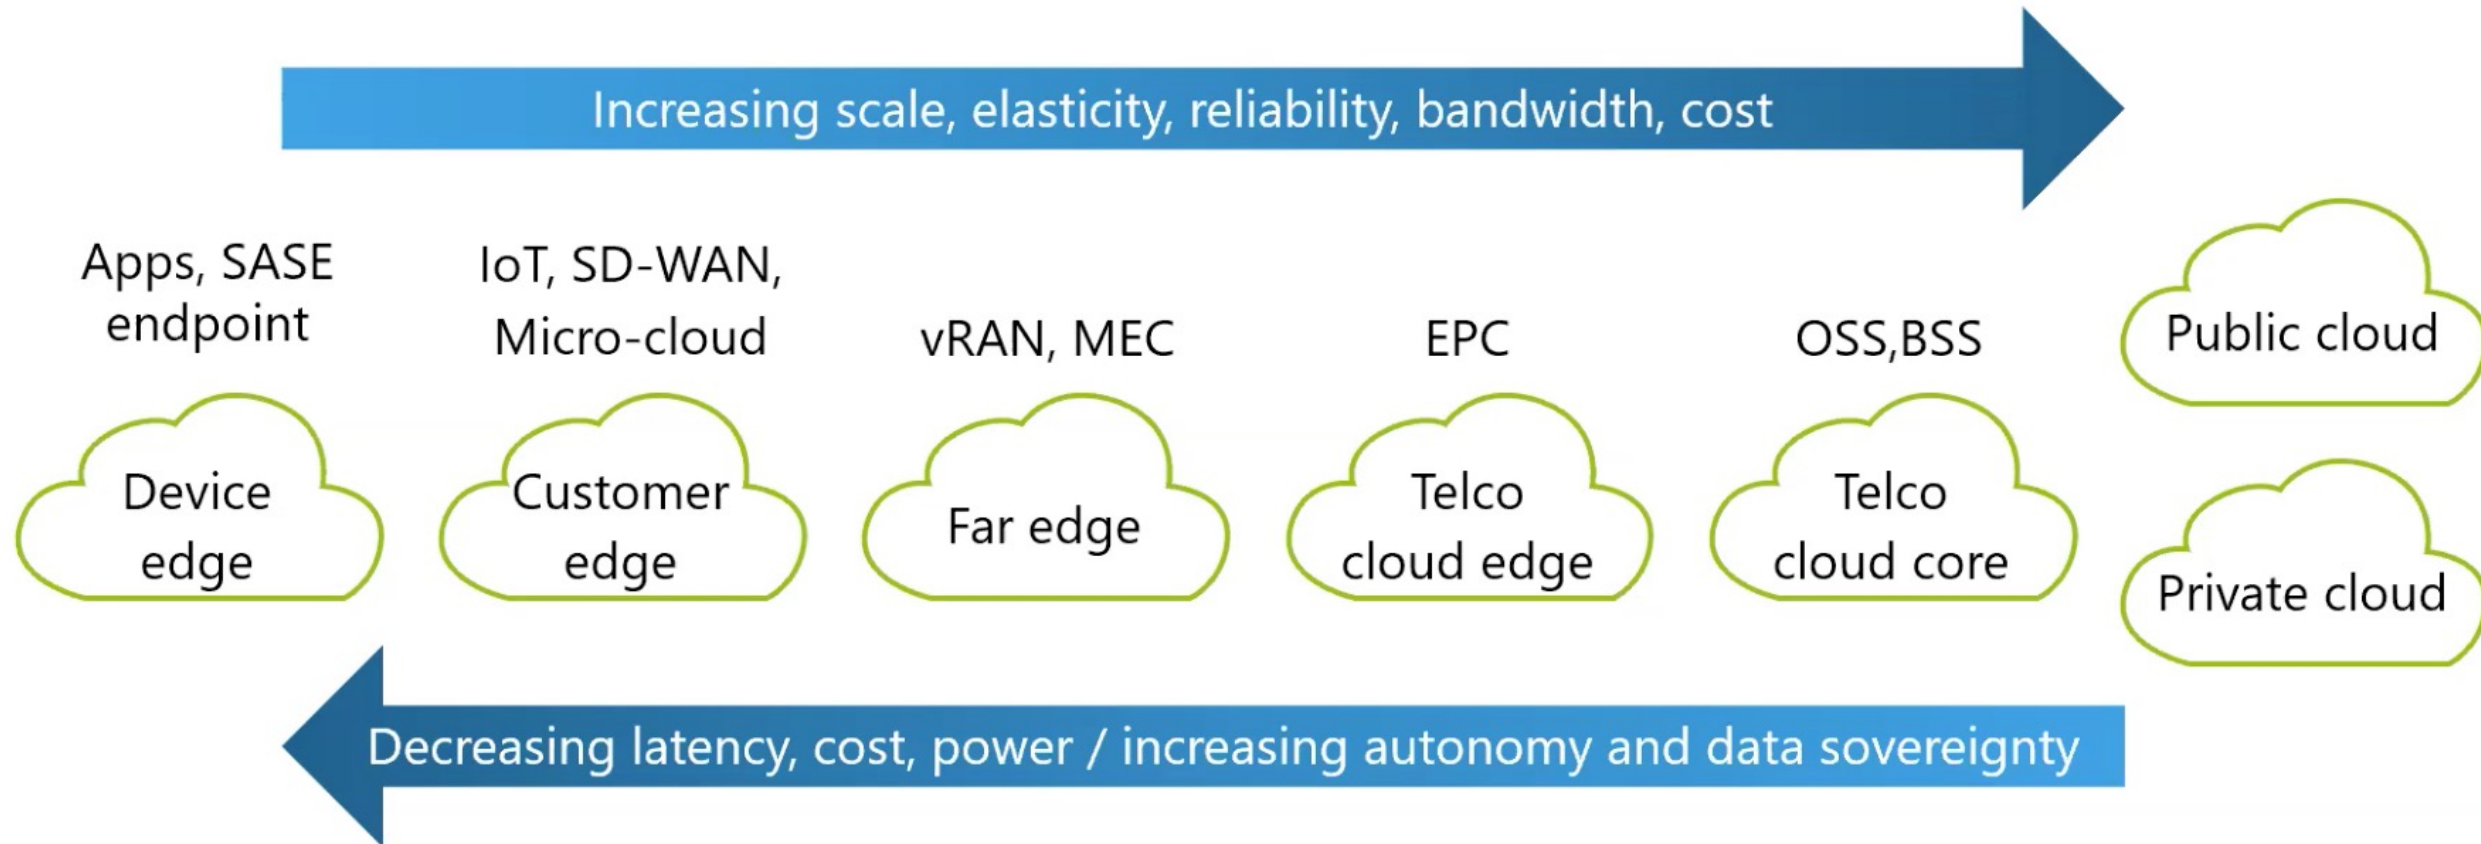 Increasing scale, elasticity, reliability, bandwidth, cost
Apps, SASE
endpoint
IoT, SD-WAN,
Micro-cloud
vRAN, MEC
EPC
OSS,BSS
Public cloud
Device
edge
Customer
edge
Far edge
Telco
cloud edge
Telco
cloud core
Private cloud
Decreasing latency, cost, power / increasing autonomy and data sovereignty